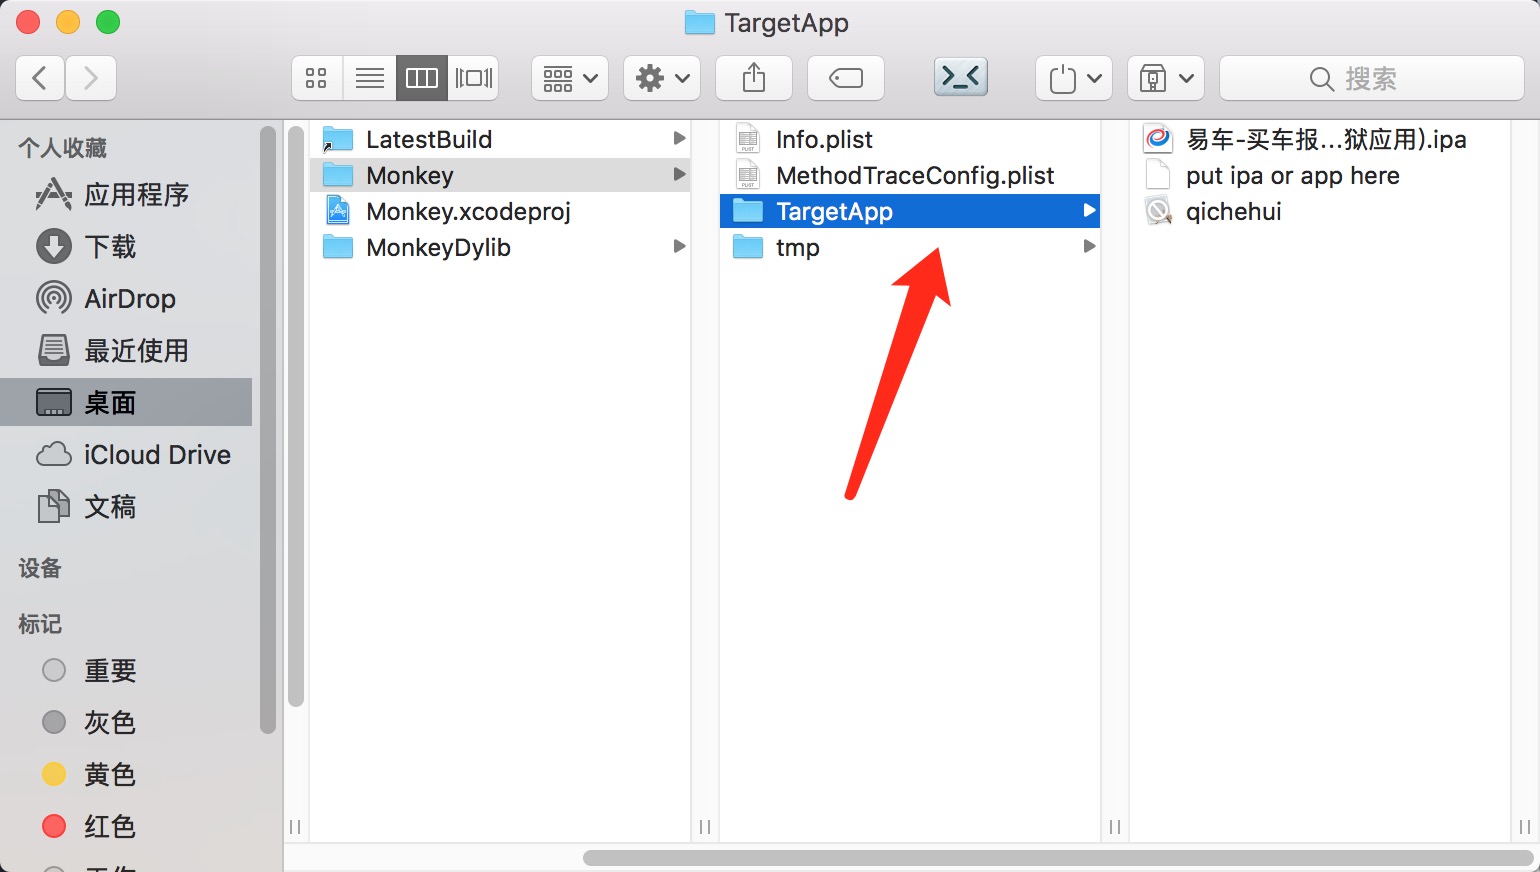 TargetApp
搜索
个人收藏
应用程序
下载
AirDrop
最近使用
桌面
iCloud Drive
文稿
设备
标记
重要
灰色
黄色
红色
LatestBuild
Monkey
Monkey.xcodeproj
MonkeyDylib
Info.plist
MethodTraceConfig.plist
TargetApp
tmp
易车-买车报...狱应用).ipa
put ipa or app here
qichehui